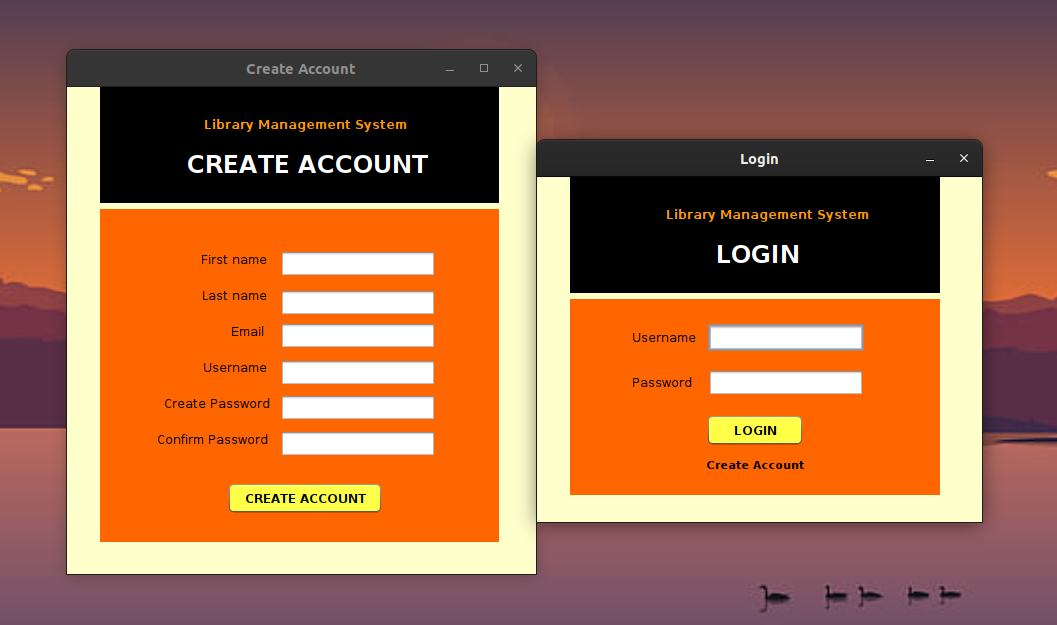 Create Account
Library Management System
CREATE ACCOUNT
First name
Last name
Email
Username
Create Password
Confirm Password
CREATE ACCOUNT
Login
Library Management System
LOGIN
Username
Password
LOGIN
Create Account